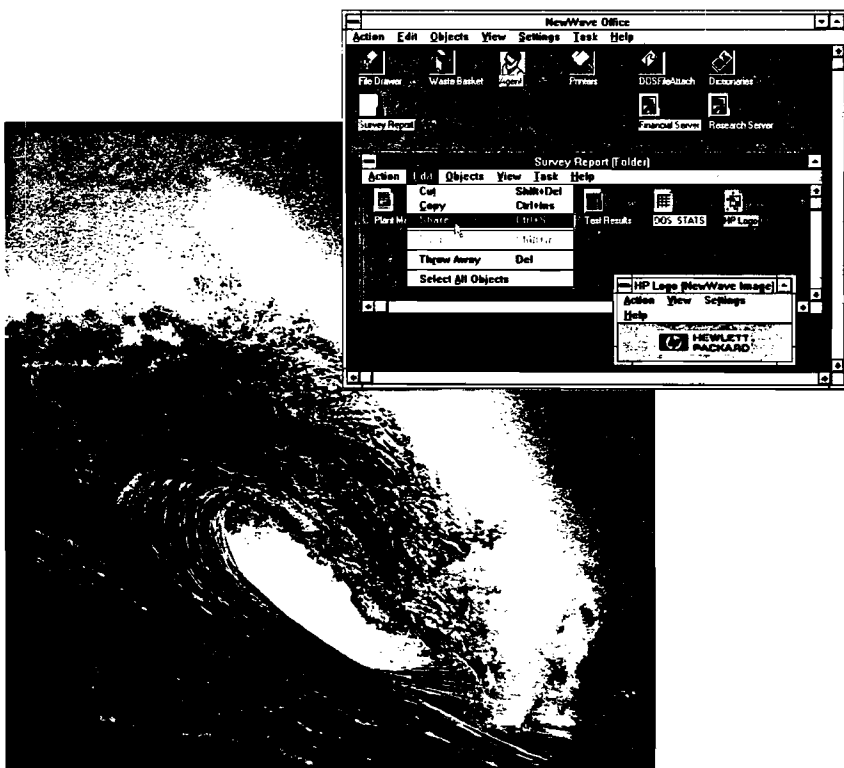 NewWave Office
Action Edit Objects View Settings Task Help
File Drawer Waste Basket Agent Printers DOSFileAttach Dictionaries
Survey Report Financial Server Research Server
Survey Report (Folder)
Action Edit Objects View Task Help
Cut Shift+Del
Copy Ctrl+Ins
Share Ctrl+S
Plant Test Results DOS STATS HP Logo
Throw Away Del
Select All Objects
HP Logo (NewWave Image)
Action View Settings
Help
hp HEWLETT
PACKARD